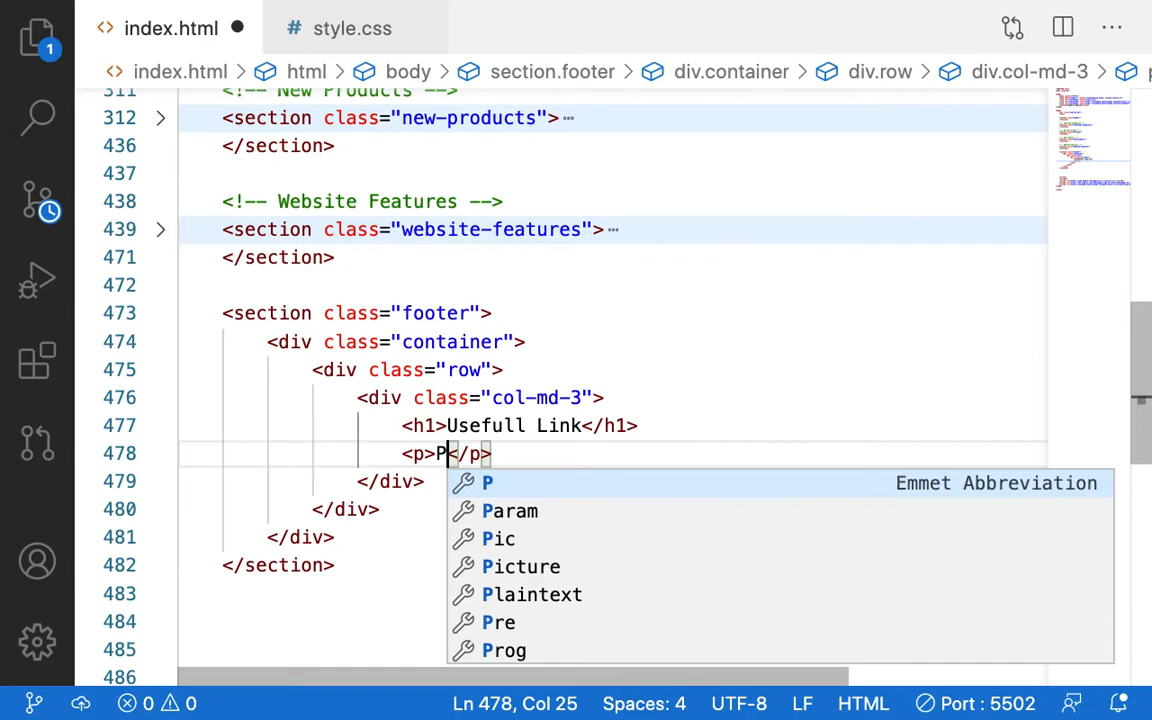 1
index.html
# style.css
index.html > html > body > section.footer > div.container > div.row > div.col-md-3 >
311 <!-- New Products -->
312 <section class="new-products">
436 </section>
437
438 <!-- Website Features -->
439 <section class="website-features">
471 </section>
472
473 <section class="footer">
474 <div class="container">
475 <div class="row">
476 <div class="col-md-3">
477 <h1>Usefull Link</h1>
478 <p>P</p>
P Emmet Abbreviation
479 </div>
Param
480 </div>
Pic
481 </div>
Picture
482 </section>
Plaintext
483
Pre
484
Prog
485
486
0 0 Ln 478, Col 25 Spaces: 4 UTF-8 LF HTML Port : 5502